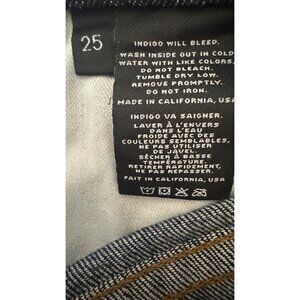 25
INDIGO WILL BLEED.
WASH INSIDE OUT IN COLD
WATER WITH LIKE COLORS,
DO NOT BLEACH.
TUMBLE DRY LOW.
REMOVE PROMPTLY.
DO NOT IRON.
MADE IN CALIFORNIA, USA
INDIGO VA SAIGNER.
LAVER À L'ENVERS
DANS L'EAU
FROIDE AVEC DES
COULEURS SEMBLABLES,
NE PAS UTILISER
DE JAVEL.
SÉCHER À BASSE
TEMPÉRATURE.
RETIRER RAPIDEMENT,
NE PAS REPASSER.
FAIT IN CALIFORNIA, USA